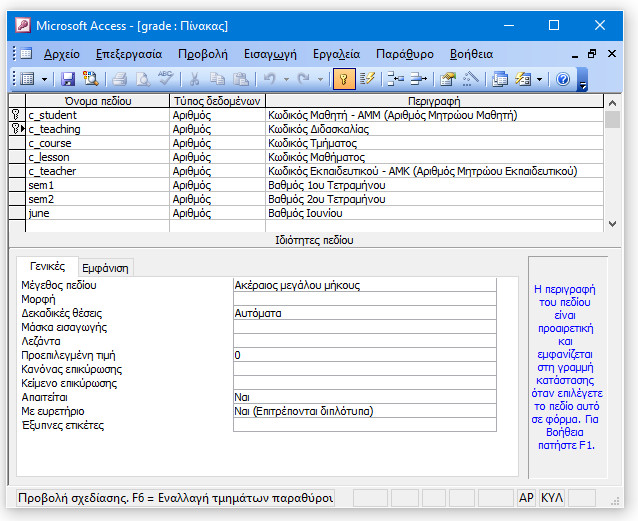 Microsoft Access - [grade : Πίνακας]
Αρχείο Επεξεργασία Προβολή Εισαγωγή Εργαλεία Παράθυρο Βοήθεια
Όνομα πεδίου Τύπος δεδομένων Περιγραφή
c_student Αριθμός Κωδικός Μαθητή - ΑΜΜ (Αριθμός Μητρώου Μαθητή)
c_teaching Αριθμός Κωδικός Διδασκαλίας
c_course Αριθμός Κωδικός Τμήματος
c_lesson Αριθμός Κωδικός Μαθήματος
c_teacher Αριθμός Κωδικός Εκπαιδευτικού - ΑΜΚ (Αριθμός Μητρώου Εκπαιδευτικού)
sem1 Αριθμός Βαθμός 1ου Τετραμήνου
sem2 Αριθμός Βαθμός 2ου Τετραμήνου
june Αριθμός Βαθμός Ιουνίου
Ιδιότητες πεδίου
Γενικές Εμφάνιση
Μέγεθος πεδίου Ακέραιος μεγάλου μήκους
Μορφή
Δεκαδικές θέσεις Αυτόματα
Μάσκα εισαγωγής
Λεζάντα
Προεπιλεγμένη τιμή 0
Κανόνας επικύρωσης
Κείμενο επικύρωσης
Απαιτείται Ναι
Με ευρετήριο Ναι (Επιτρέπονται διπλότυπα)
Έξυπνες ετικέτες
Η περιγραφή
του πεδίου
είναι
προαιρετική
και
εμφανίζεται
στη γραμμή
κατάστασης
όταν επιλέγετε
το πεδίο αυτό
σε φόρμα. Για
Βοήθεια
πατήστε F1.
Προβολή σχεδίασης. F6 = Εναλλαγή τμημάτων παραθύρου ΑΡ ΚΥΛ